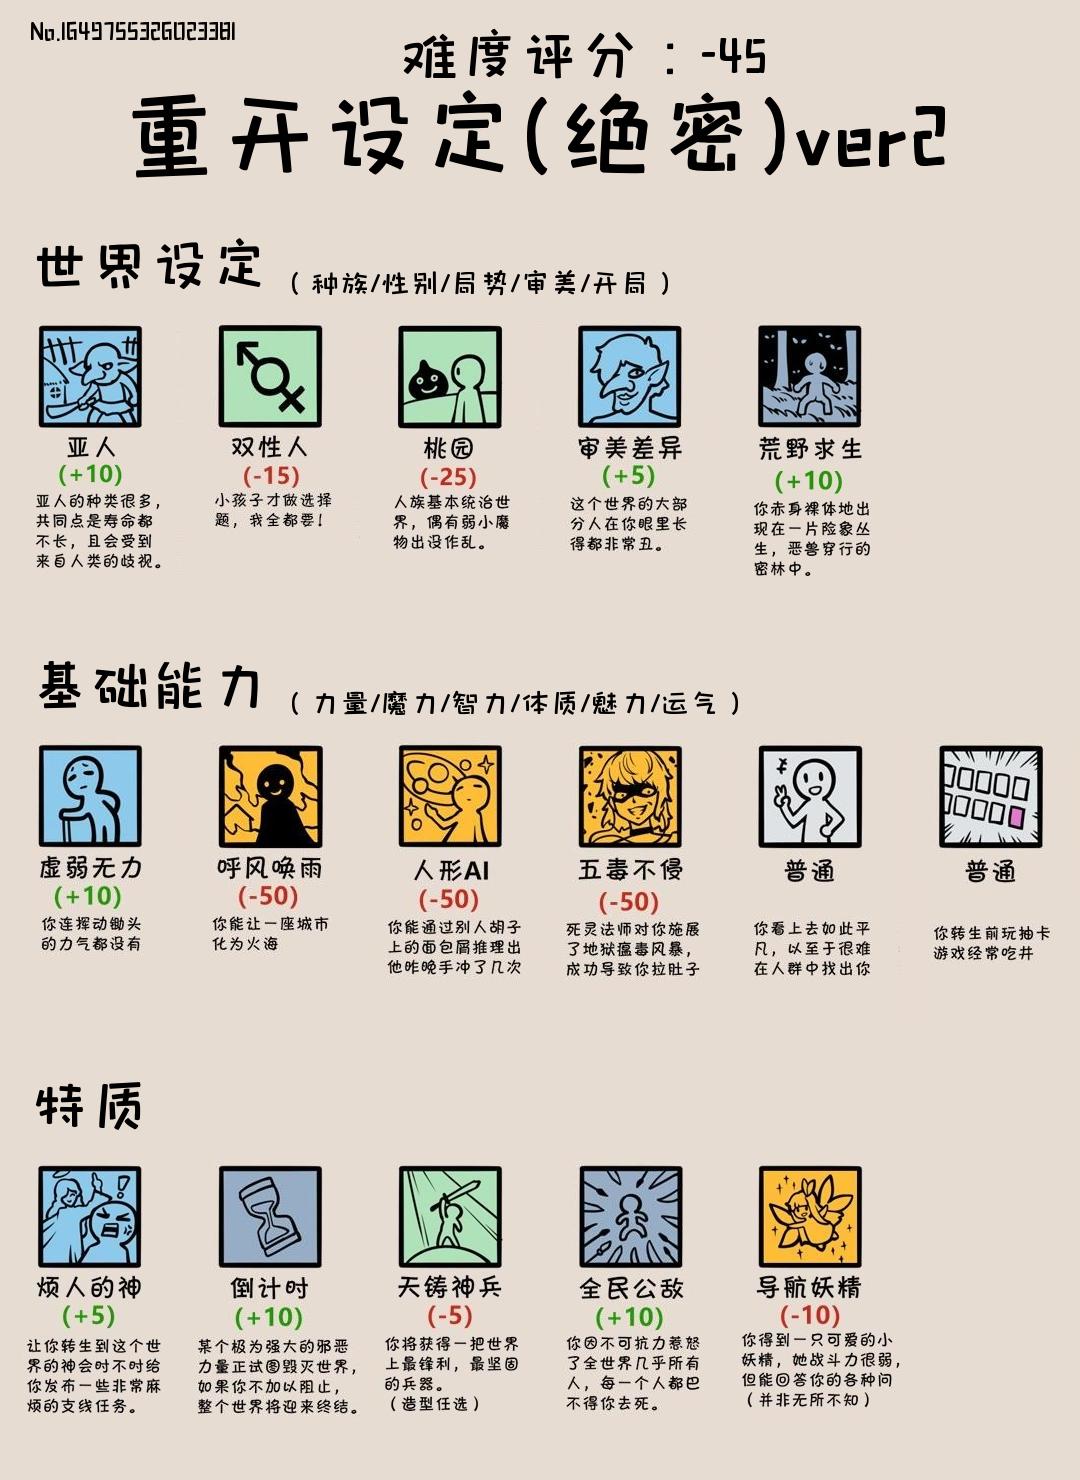 No.1649755326023381
难度评分：-45
重开设定(绝密)ver2
世界设定 （种族/性别/局势/审美/开局）
亚人
(+10)
亚人的种类很多，
共同点是寿命都
不长，且会受到
来自人类的歧视。
双性人
(-15)
小孩子才做选择
题，我全都要！
桃园
(-25)
人族基本统治世
界，偶有弱小魔
物出没作乱。
审美差异
(+5)
这个世界的大部
分人在你眼里长
得都非常丑。
荒野求生
(+10)
你赤身裸体地出
现在一片险象丛
生，恶兽穿行的
密林中。
基础能力 （力量/魔力/智力/体质/魅力/运气）
虚弱无力
(+10)
你连挥动锄头
的力气都没有
呼风唤雨
(-50)
你能让一座城市
化为火海
人形AI
(-50)
你能通过别人胡子
上的面包屑推理出
他昨晚手冲了几次
五毒不侵
(-50)
死灵法师对你施展
了地狱瘟毒风暴，
成功导致你拉肚子
普通
你看上去如此平
凡，以至于很难
在人群中找出你
普通
你转生前玩抽卡
游戏经常吃井
特质
烦人的神
(+5)
让你转生到这个世
界的神会时不时给
你发布一些非常麻
烦的支线任务。
倒计时
(+10)
某个极为强大的邪恶
力量正试图毁灭世界，
如果你不加以阻止，
整个世界将迎来终结。
天铸神兵
(-5)
你将获得一把世界
上最锋利，最坚固
的兵器。
（造型任选）
全民公敌
(+10)
你因不可抗力惹怒
了全世界几乎所有
人，每一个人都巴
不得你去死。
导航妖精
(-10)
你得到一只可爱的小
妖精，她战斗力很弱，
但能回答你的各种问
（并非无所不知）